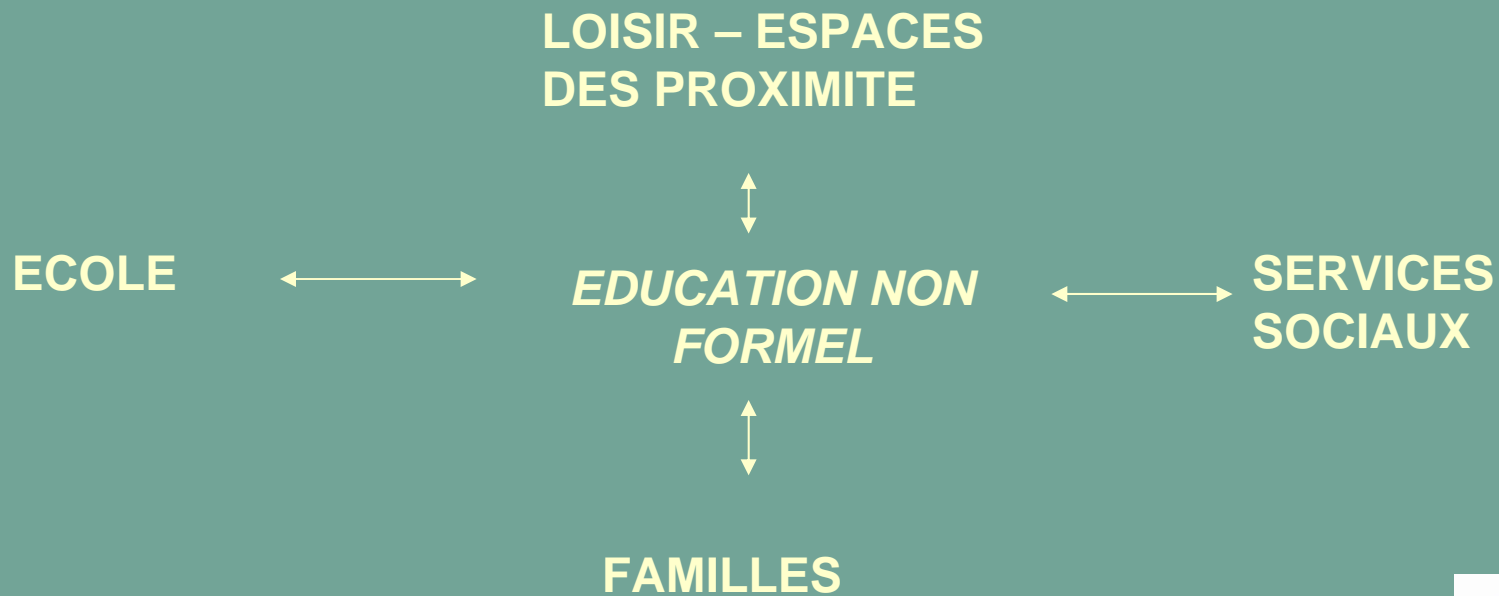 LOISIR – ESPACES
DES PROXIMITE
ECOLE
EDUCATION NON
FORMEL
SERVICES
SOCIAUX
FAMILLES